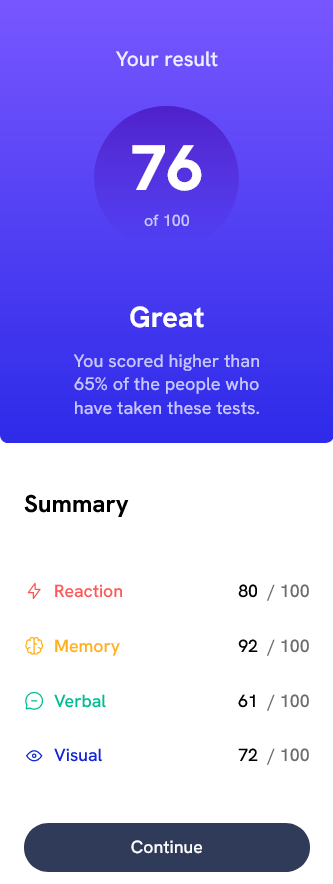 Your result
76
of 100
Great
You scored higher than
65% of the people who
have taken these tests.
Summary
Reaction 80 / 100
Memory 92 / 100
Verbal 61 / 100
Visual 72 / 100
Continue